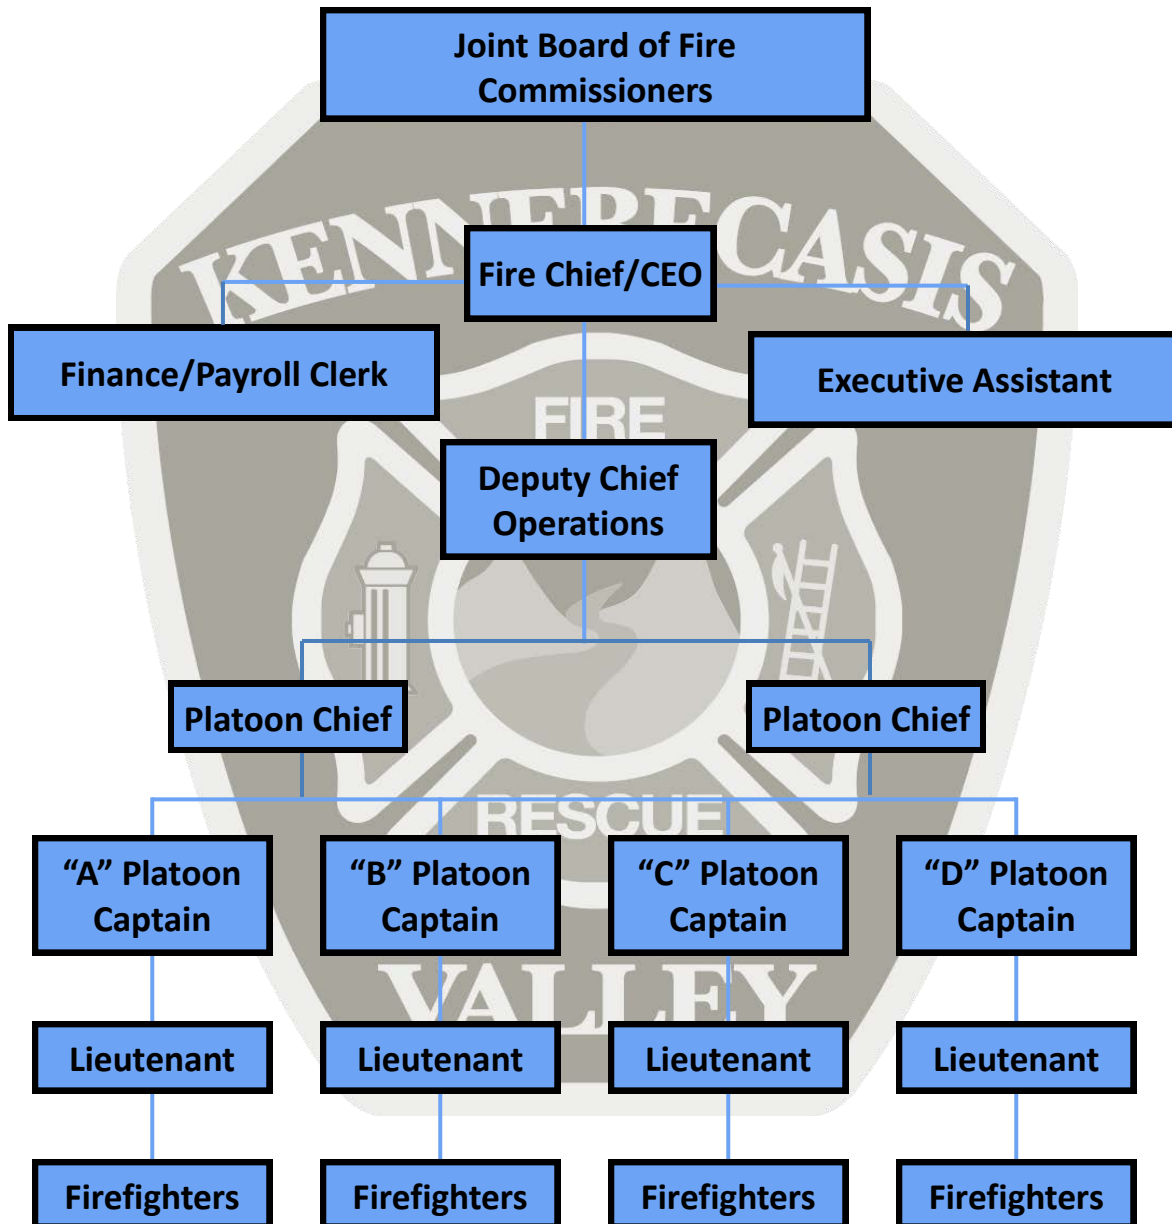 Joint Board of Fire
Commissioners
KENNEBECASIS
Fire Chief/CEO
Finance/Payroll Clerk
Executive Assistant
FIRE
Deputy Chief
Operations
Platoon Chief
Platoon Chief
RESCUE
“A” Platoon
Captain
“B” Platoon
Captain
“C” Platoon
Captain
“D” Platoon
Captain
VALLEY
Lieutenant
Lieutenant
Lieutenant
Lieutenant
Firefighters
Firefighters
Firefighters
Firefighters